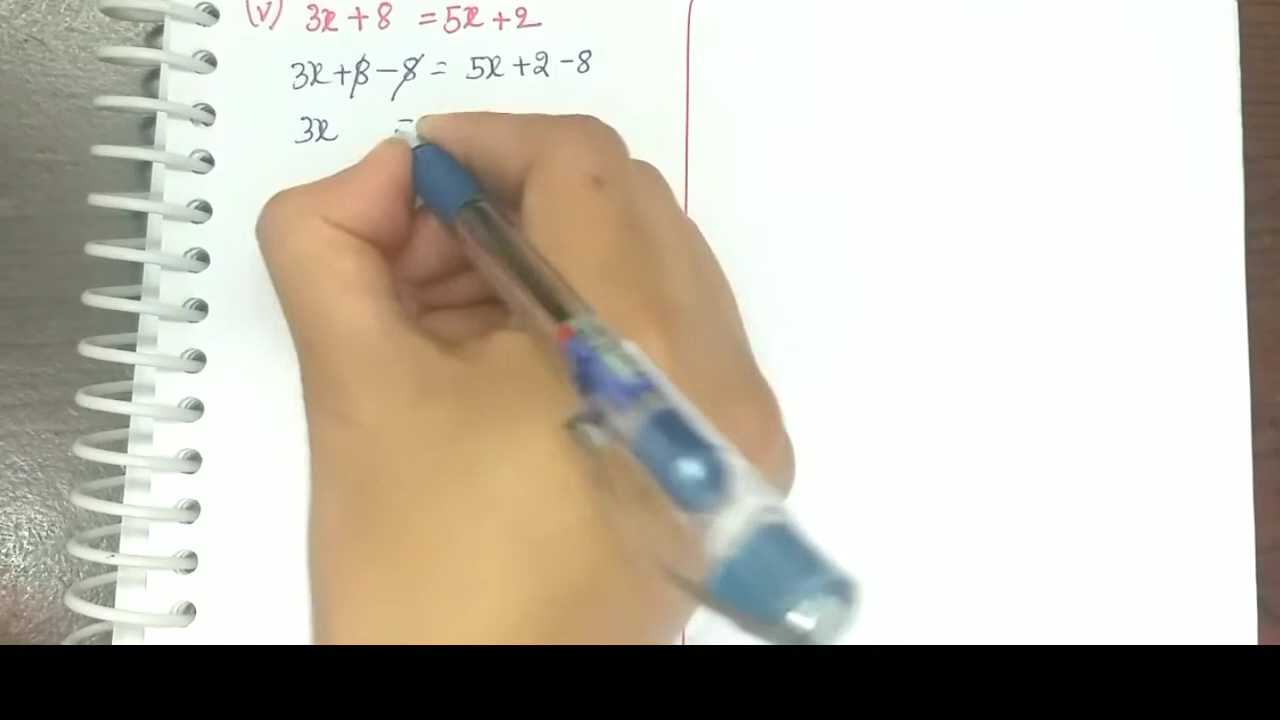 (v) 3x + 8 = 5x + 2
3x + 8 - 8 = 5x + 2 - 8
3x =